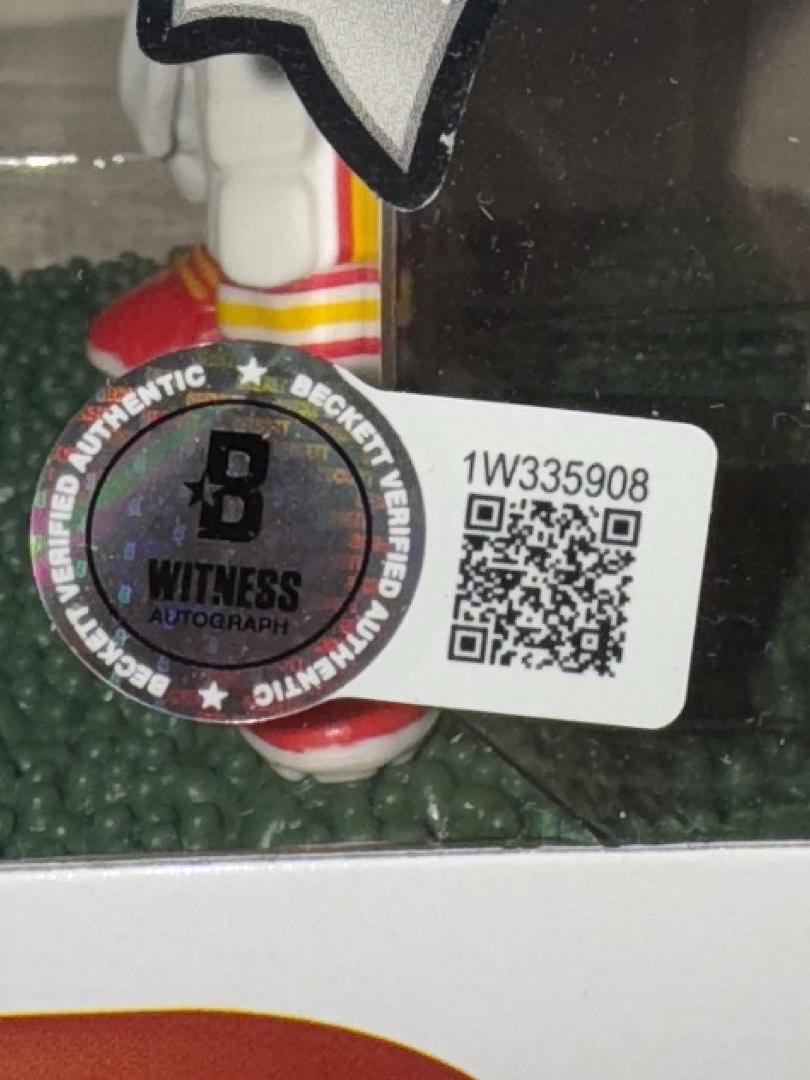 BECKETT VERIFIED AUTHENTIC
BECKETT VERIFIED AUTHENTIC
B
WITNESS
AUTOGRAPH
1W335908